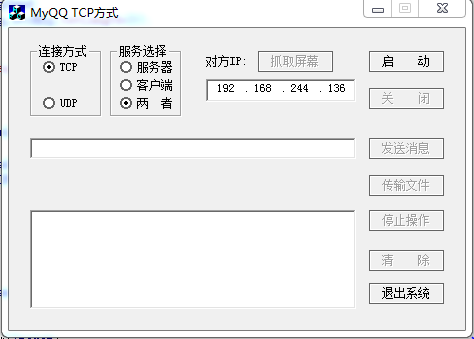 MyQQ TCP方式
连接方式
TCP
UDP
服务选择
服务器
客户端
两 者
对方IP:
抓取屏幕
192 . 168 . 244 . 136
启 动
关 闭
发送消息
传输文件
停止操作
清 除
退出系统